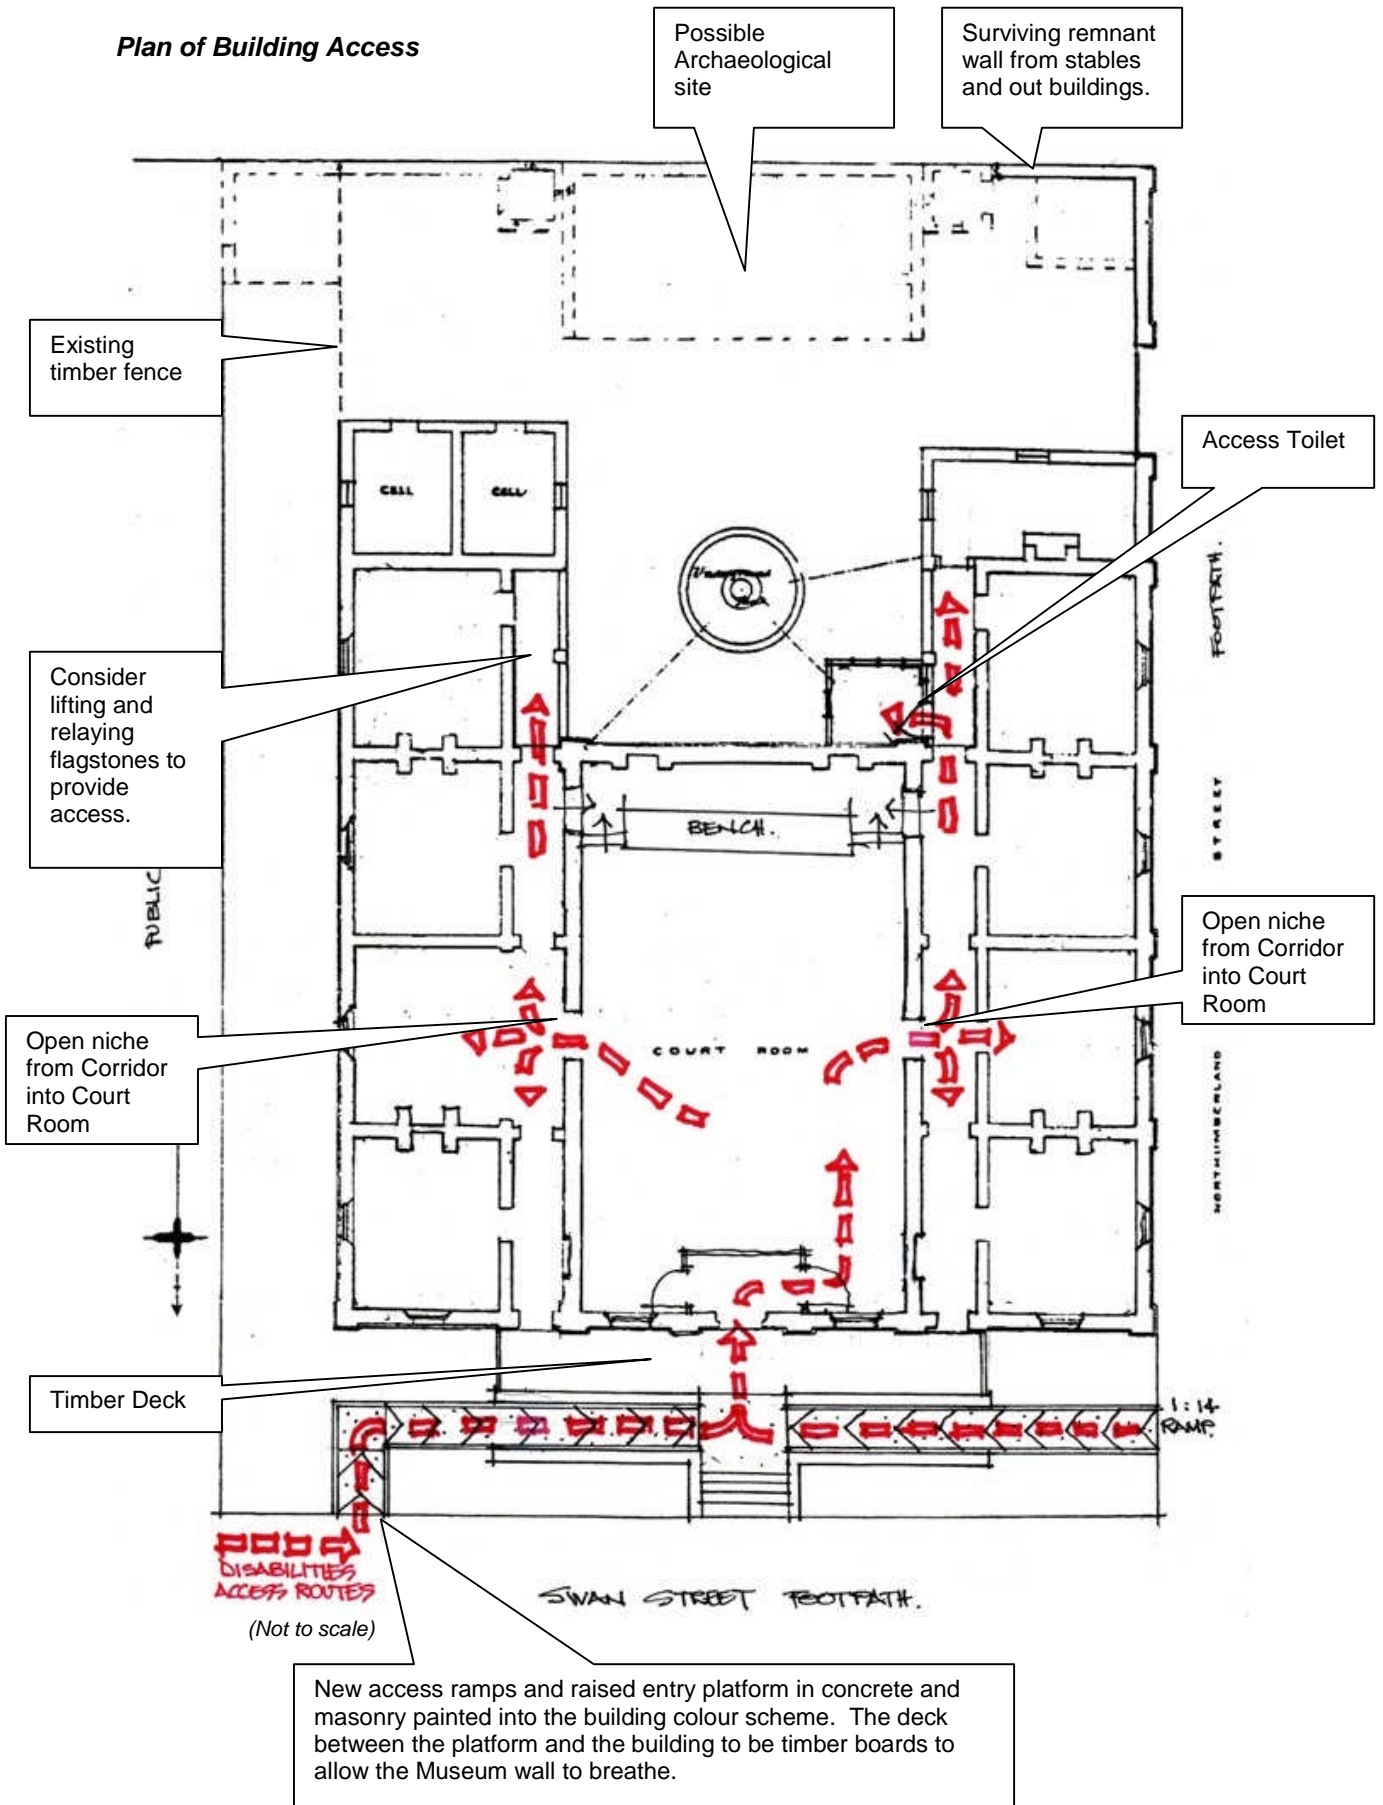 Plan of Building Access
Possible
Archaeological
site
Surviving remnant
wall from stables
and out buildings.
Existing
timber fence
Access Toilet
CELL
CELL
Underground
Tank
FOOTPATH.
Consider
lifting and
relaying
flagstones to
provide
access.
BENCH.
STREET
PUBLIC
Open niche
from Corridor
into Court
Room
Open niche
from Corridor
into Court
Room
COURT ROOM
NORTHUMBERLAND
Timber Deck
1:14
RAMP.
DISABILITIES
ACCESS ROUTES
(Not to scale)
SWAN STREET FOOTPATH.
New access ramps and raised entry platform in concrete and
masonry painted into the building colour scheme.  The deck
between the platform and the building to be timber boards to
allow the Museum wall to breathe.